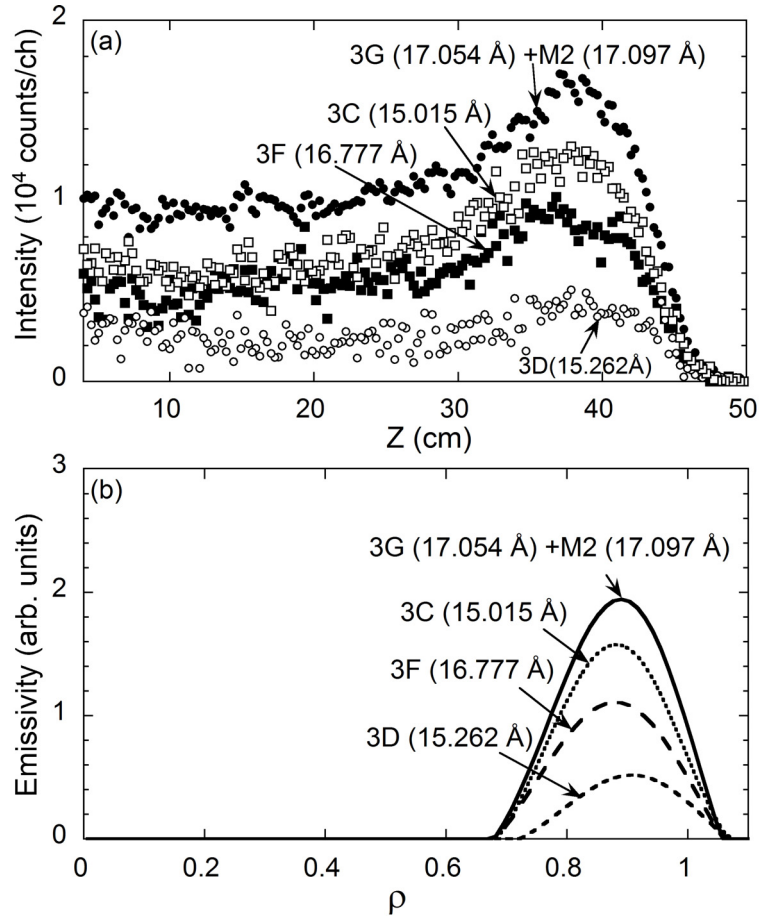 2
(a)
3G (17.054 Å) +M2 (17.097 Å)
3C (15.015 Å)
3F (16.777 Å)
1
Intensity (10⁴ counts/ch)
3D(15.262Å)
0
10 20 30 40 50
Z (cm)
3
(b)
3G (17.054 Å) +M2 (17.097 Å)
2
3C (15.015 Å)
3F (16.777 Å)
3D (15.262 Å)
1
Emissivity (arb. units)
0
0 0.2 0.4 0.6 0.8 1
ρ